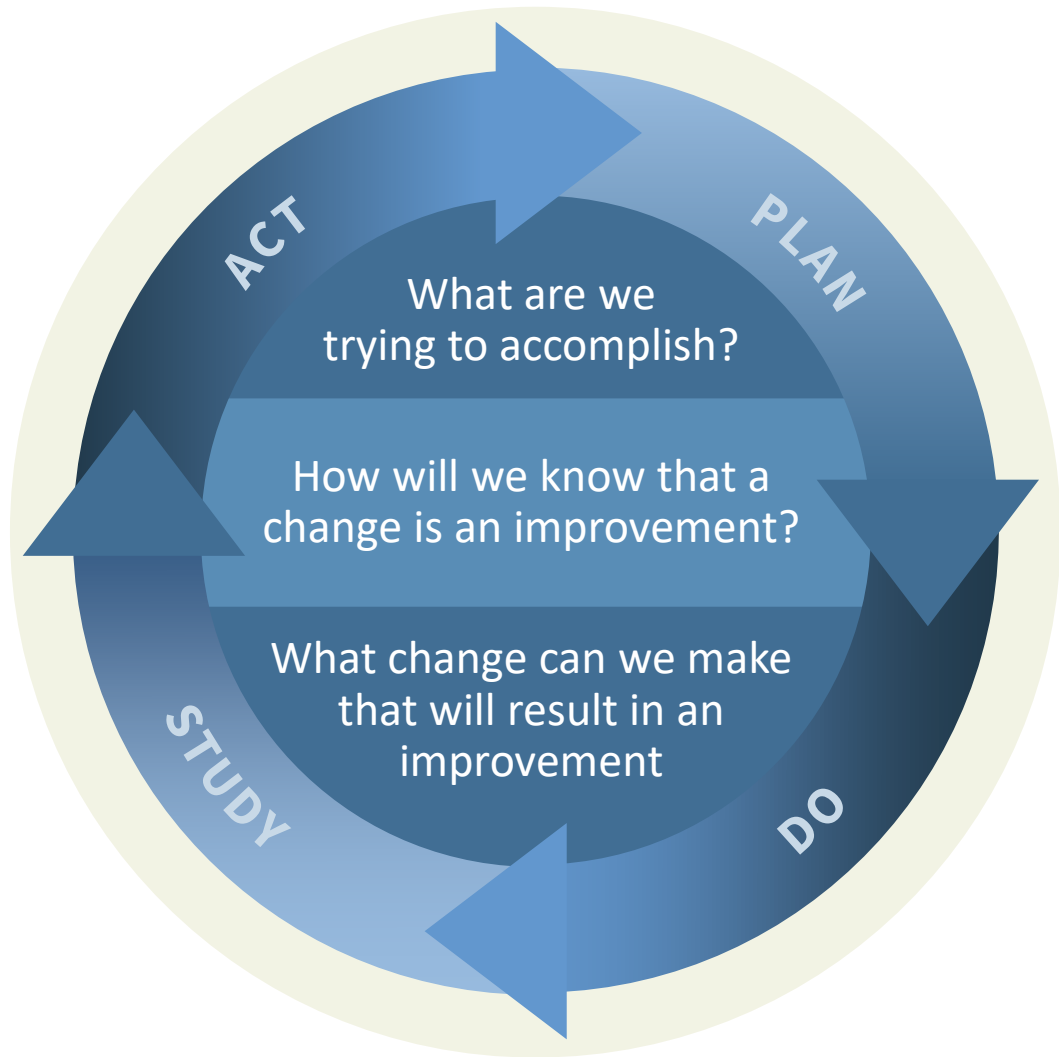 ACT
PLAN
What are we
trying to accomplish?
How will we know that a
change is an improvement?
What change can we make
that will result in an
improvement
STUDY
DO